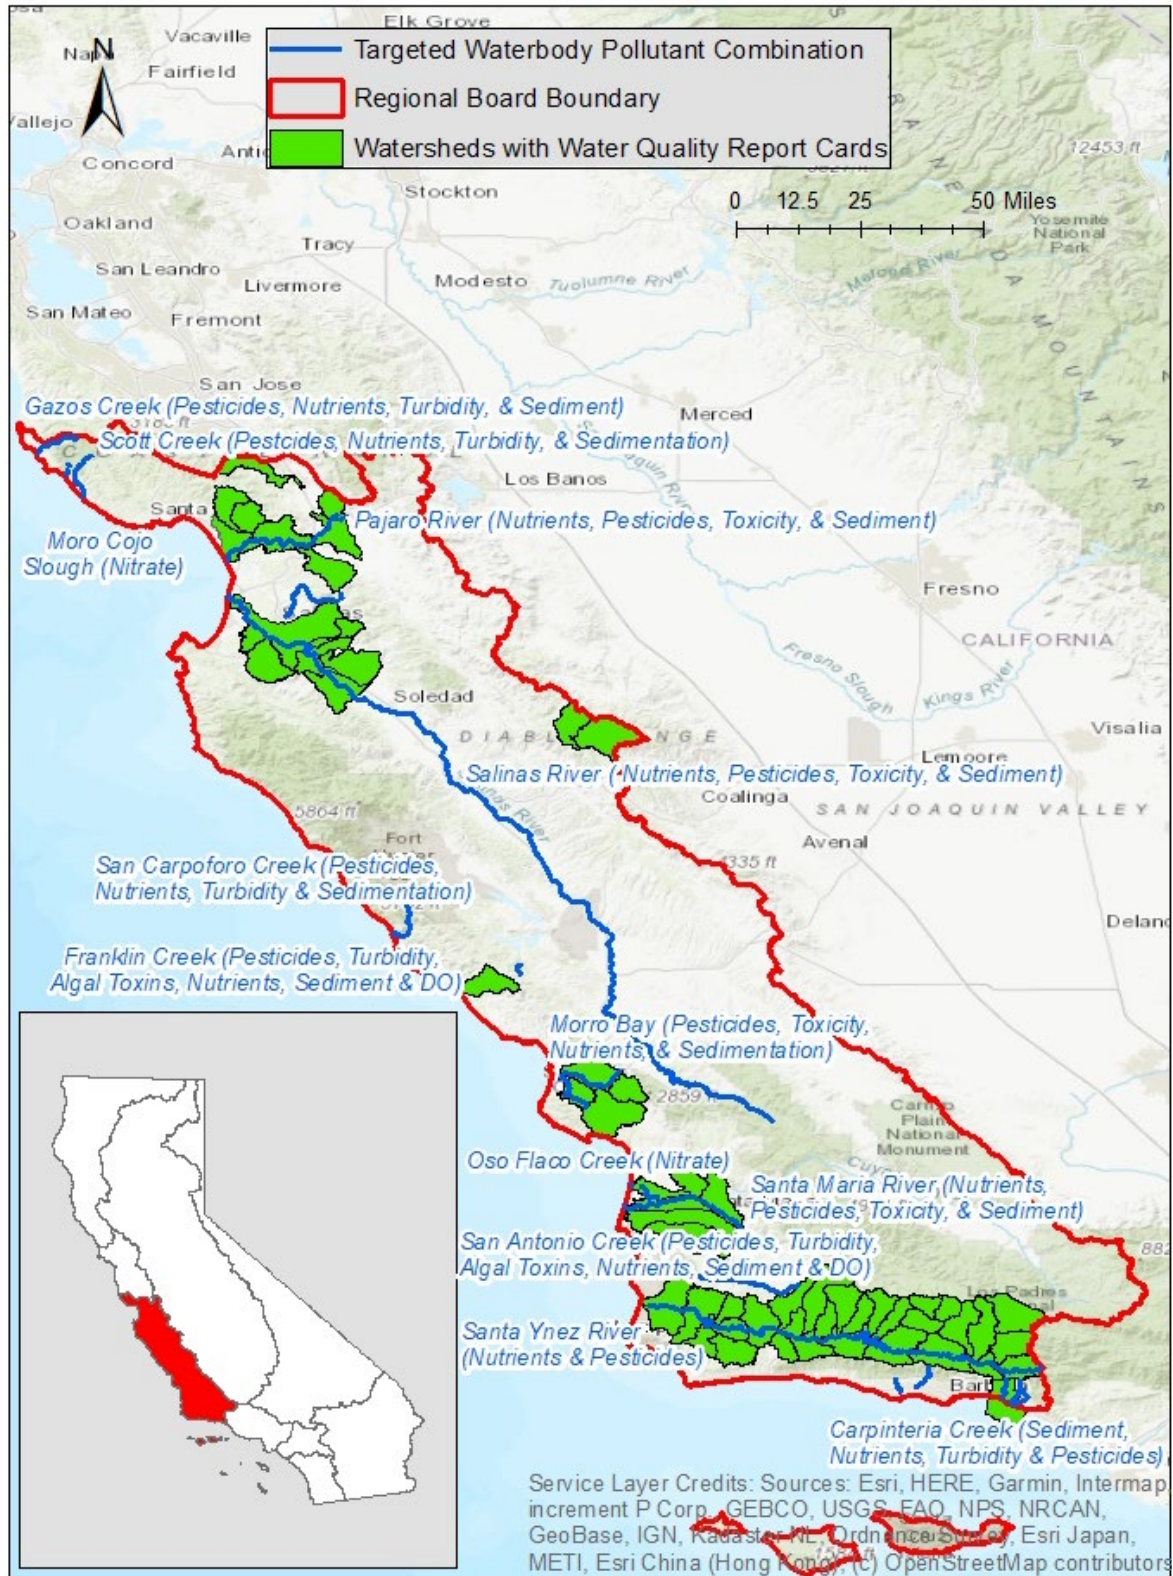 Elk Grove
Vacaville
Fairfield
N
Vallejo
Concord
Targeted Waterbody Pollutant Combination
Regional Board Boundary
Watersheds with Water Quality Report Cards
12453 ft
Stockton
0 12.5 25 50 Miles
Yosemite
National
Park
Oakland
Tracy
San Leandro
Livermore
Modesto
Tuolumne River
Merced River
San Mateo
Fremont
San Jose
Merced
Gazos Creek (Pesticides, Nutrients, Turbidity, & Sediment)
Scott Creek (Pestcides, Nutrients, Turbidity, & Sedimentation)
Los Banos
Santa
Pajaro River (Nutrients, Pesticides, Toxicity, & Sediment)
Moro Cojo
Slough (Nitrate)
Fresno
CALIFORNIA
Fresno Slough
Kings River
Soledad
Visalia
Lemoore
Salinas River ( Nutrients, Pesticides, Toxicity, & Sediment)
Coalinga
SAN JOAQUIN VALLEY
5864 ft
Avenal
Fort
4335 ft
San Carpoforo Creek (Pesticides,
Nutrients, Turbidity & Sedimentation)
Franklin Creek (Pesticides, Turbidity,
Algal Toxins, Nutrients, Sediment & DO)
Morro Bay (Pesticides, Toxicity,
Nutrients, & Sedimentation)
2859 ft
Carrizo
Plain
National
Monument
Oso Flaco Creek (Nitrate)
Santa Maria River (Nutrients,
Pesticides, Toxicity, & Sediment)
San Antonio Creek (Pesticides, Turbidity,
Algal Toxins, Nutrients, Sediment & DO)
Los Padres
Santa Ynez River
(Nutrients & Pesticides)
Carpinteria Creek (Sediment,
Nutrients, Turbidity & Pesticides)
Service Layer Credits: Sources: Esri, HERE, Garmin, Intermap,
increment P Corp., GEBCO, USGS, FAO, NPS, NRCAN,
GeoBase, IGN, Kadaster NL, Ordnance Survey, Esri Japan,
METI, Esri China (Hong Kong), (c) OpenStreetMap contributors